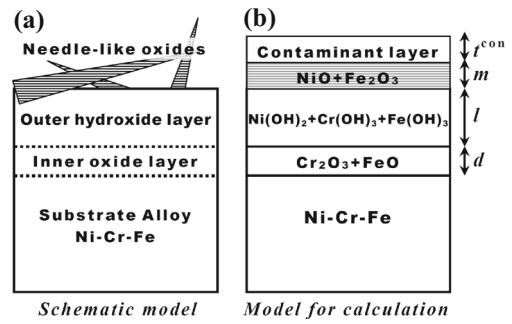 (a)
Needle-like oxides
Outer hydroxide layer
Inner oxide layer
Substrate Alloy
Ni-Cr-Fe
Schematic model
(b)
Contaminant layer
t^con
NiO+Fe₂O₃
m
Ni(OH)₂+Cr(OH)₃+Fe(OH)₃
l
Cr₂O₃+FeO
d
Ni-Cr-Fe
Model for calculation